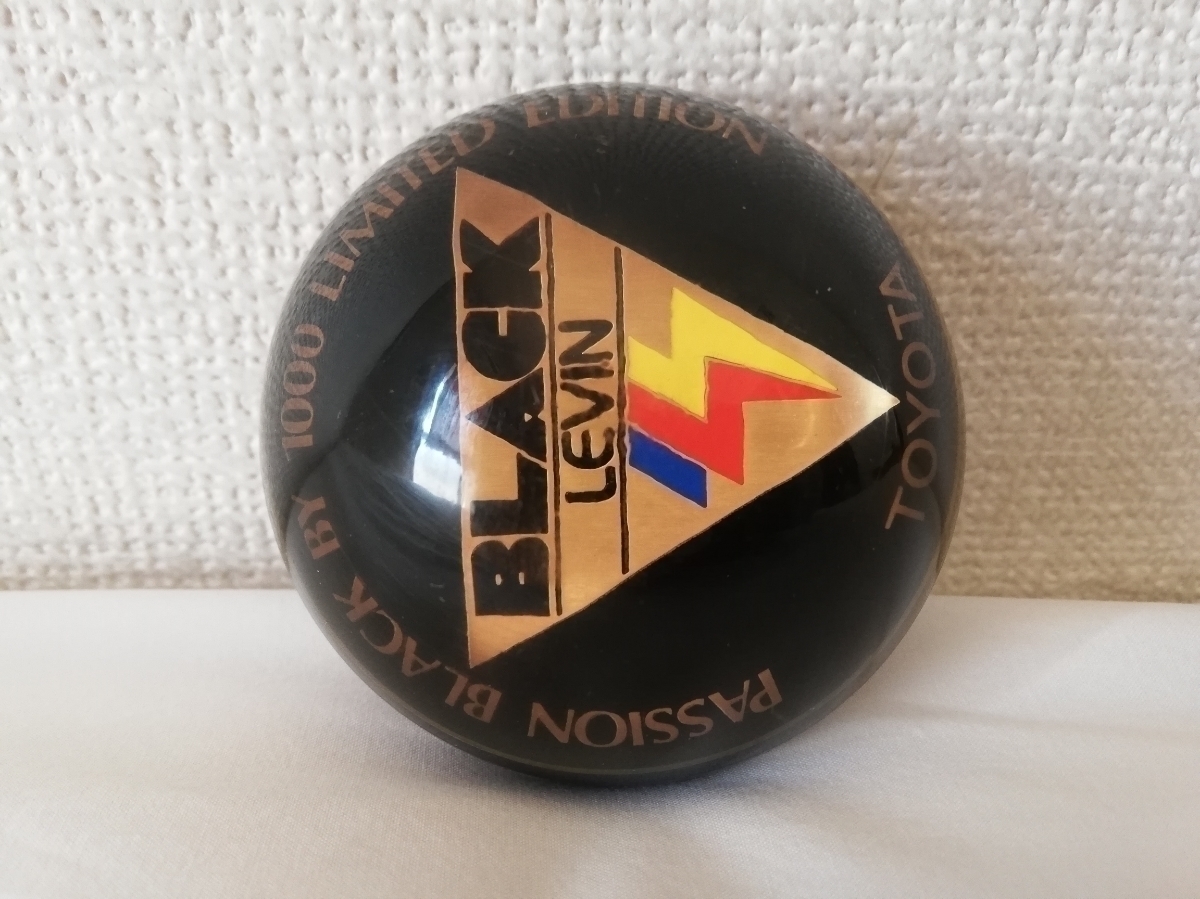 PASSION BLACK BY 1000 LIMITED EDITION
BLACK
LEVIN
TOYOTA